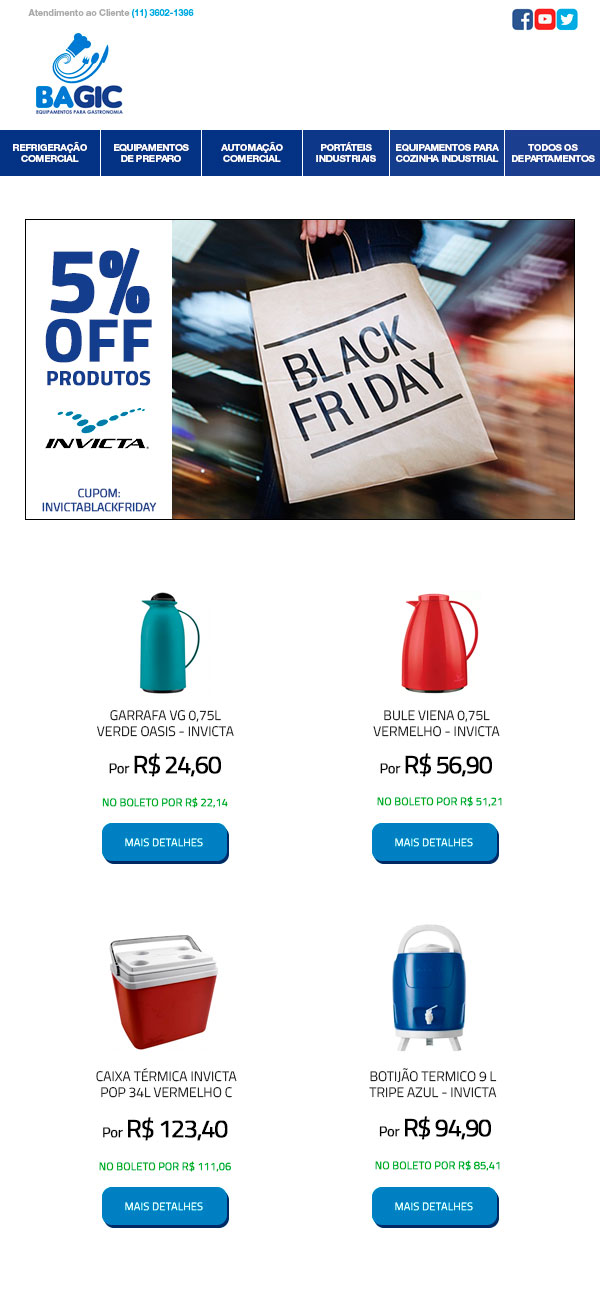 Atendimento ao Cliente (11) 3602-1396
BAGIC
EQUIPAMENTOS PARA GASTRONOMIA
REFRIGERAÇÃO
COMERCIAL
EQUIPAMENTOS
DE PREPARO
AUTOMAÇÃO
COMERCIAL
PORTÁTEIS
INDUSTRIAIS
EQUIPAMENTOS PARA
COZINHA INDUSTRIAL
TODOS OS
DEPARTAMENTOS
5%
OFF
PRODUTOS
INVICTA
CUPOM:
INVICTABLACKFRIDAY
BLACK
FRIDAY
GARRAFA VG 0,75L
VERDE OASIS - INVICTA
Por R$ 24,60
NO BOLETO POR R$ 22,14
MAIS DETALHES
BULE VIENA 0,75L
VERMELHO - INVICTA
Por R$ 56,90
NO BOLETO POR R$ 51,21
MAIS DETALHES
CAIXA TÉRMICA INVICTA
POP 34L VERMELHO C
Por R$ 123,40
NO BOLETO POR R$ 111,06
MAIS DETALHES
BOTIJÃO TERMICO 9 L
TRIPE AZUL - INVICTA
Por R$ 94,90
NO BOLETO POR R$ 85,41
MAIS DETALHES